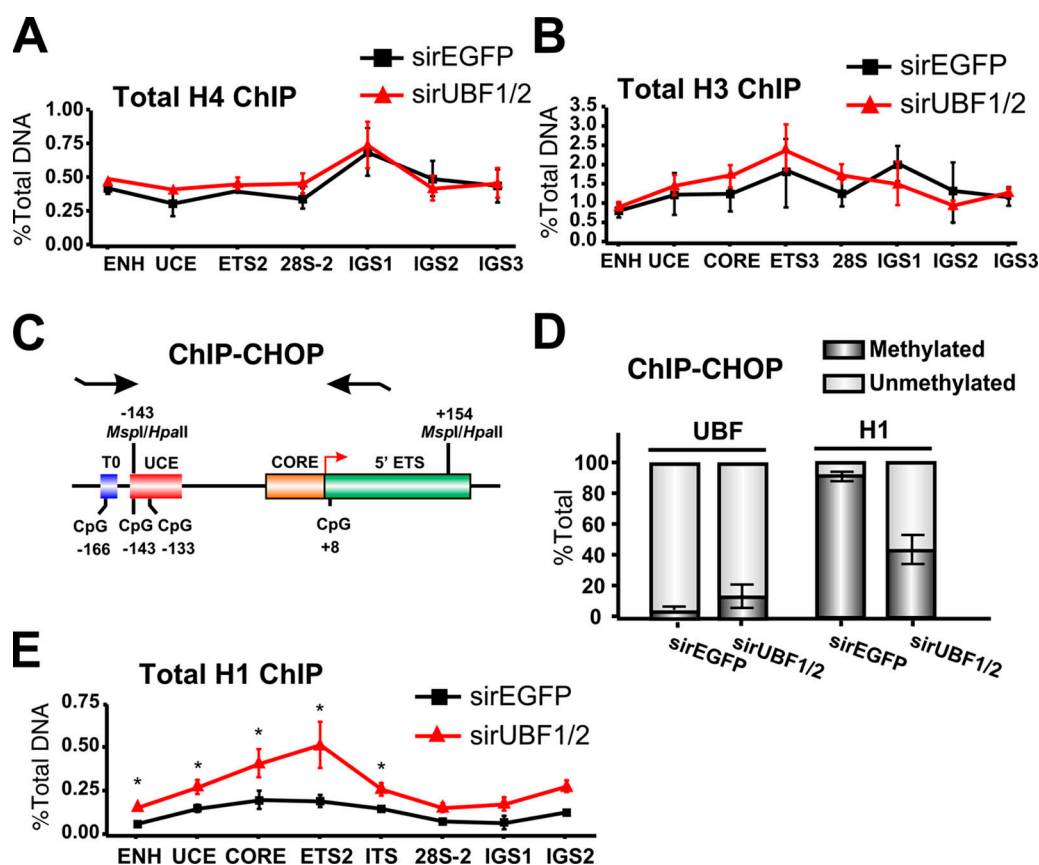 A
Total H4 ChIP
sirEGFP
sirUBF1/2
%Total DNA
1.00
0.75
0.50
0.25
0.00
ENH UCE ETS2 28S-2 IGS1 IGS2 IGS3
B
Total H3 ChIP
sirEGFP
sirUBF1/2
%Total DNA
3.5
3.0
2.5
2.0
1.5
1.0
0.5
0.0
ENH UCE CORE ETS3 28S IGS1 IGS2 IGS3
C
ChIP-CHOP
-143
MspI/HpaII
+154
MspI/HpaII
T0 UCE CORE 5' ETS
CpG CpG CpG CpG
-166 -143 -133 +8
D
ChIP-CHOP
Methylated
Unmethylated
UBF H1
%Total
100
80
60
40
20
0
sirEGFP sirUBF1/2 sirEGFP sirUBF1/2
E
Total H1 ChIP
sirEGFP
sirUBF1/2
%Total DNA
0.75
0.50
0.25
0.00
* * * * *
ENH UCE CORE ETS2 ITS 28S-2 IGS1 IGS2